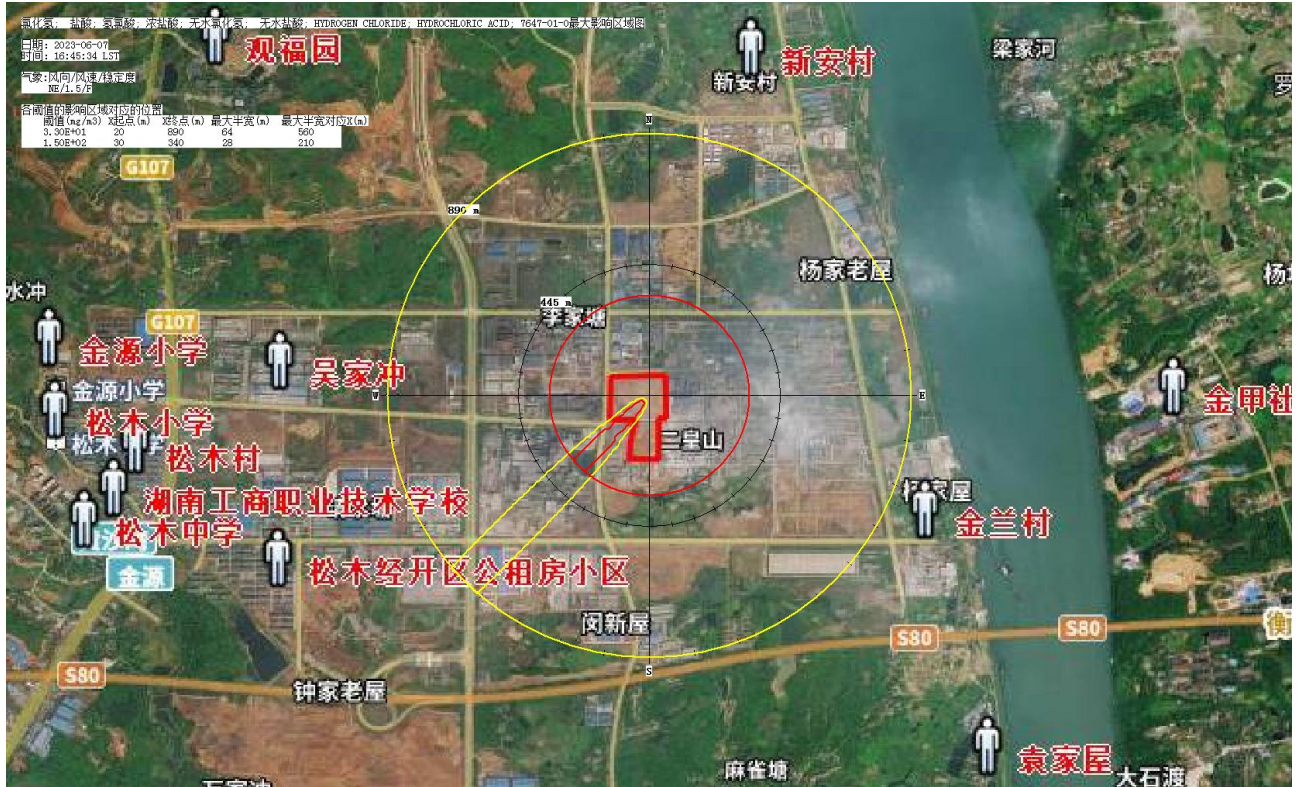 氯化氢; 盐酸; 氢氯酸; 浓盐酸; 无水氯化氢; 无水盐酸; HYDROGEN CHLORIDE; HYDROCHLORIC ACID; 7647-01-0最大影响区域图
日期: 2023-06-07
时间: 16:45:34 LST
气象:风向/风速/稳定度
NE/1.5/F
各阈值的影响区域对应的位置
阈值(mg/m3) X起点(m) X终点(m) 最大半宽(m) 最大半宽对应X(m)
3.30E+01 20 890 64 560
1.50E+02 30 340 28 210
观福园
新安村
新安村
梁家河
罗
G107
N
890 m
杨家老屋
水冲
445 m
李家塘
G107
金源小学
吴家冲
金源小学
W
E
金甲社
松木小学
松木
学
二皇山
松木村
湖南工商职业技术学校
松木中学
金兰村
金源
松木经开区公租房小区
闵新屋
S80
S80
衡
S
S80
钟家老屋
麻雀塘
袁家屋
大石渡